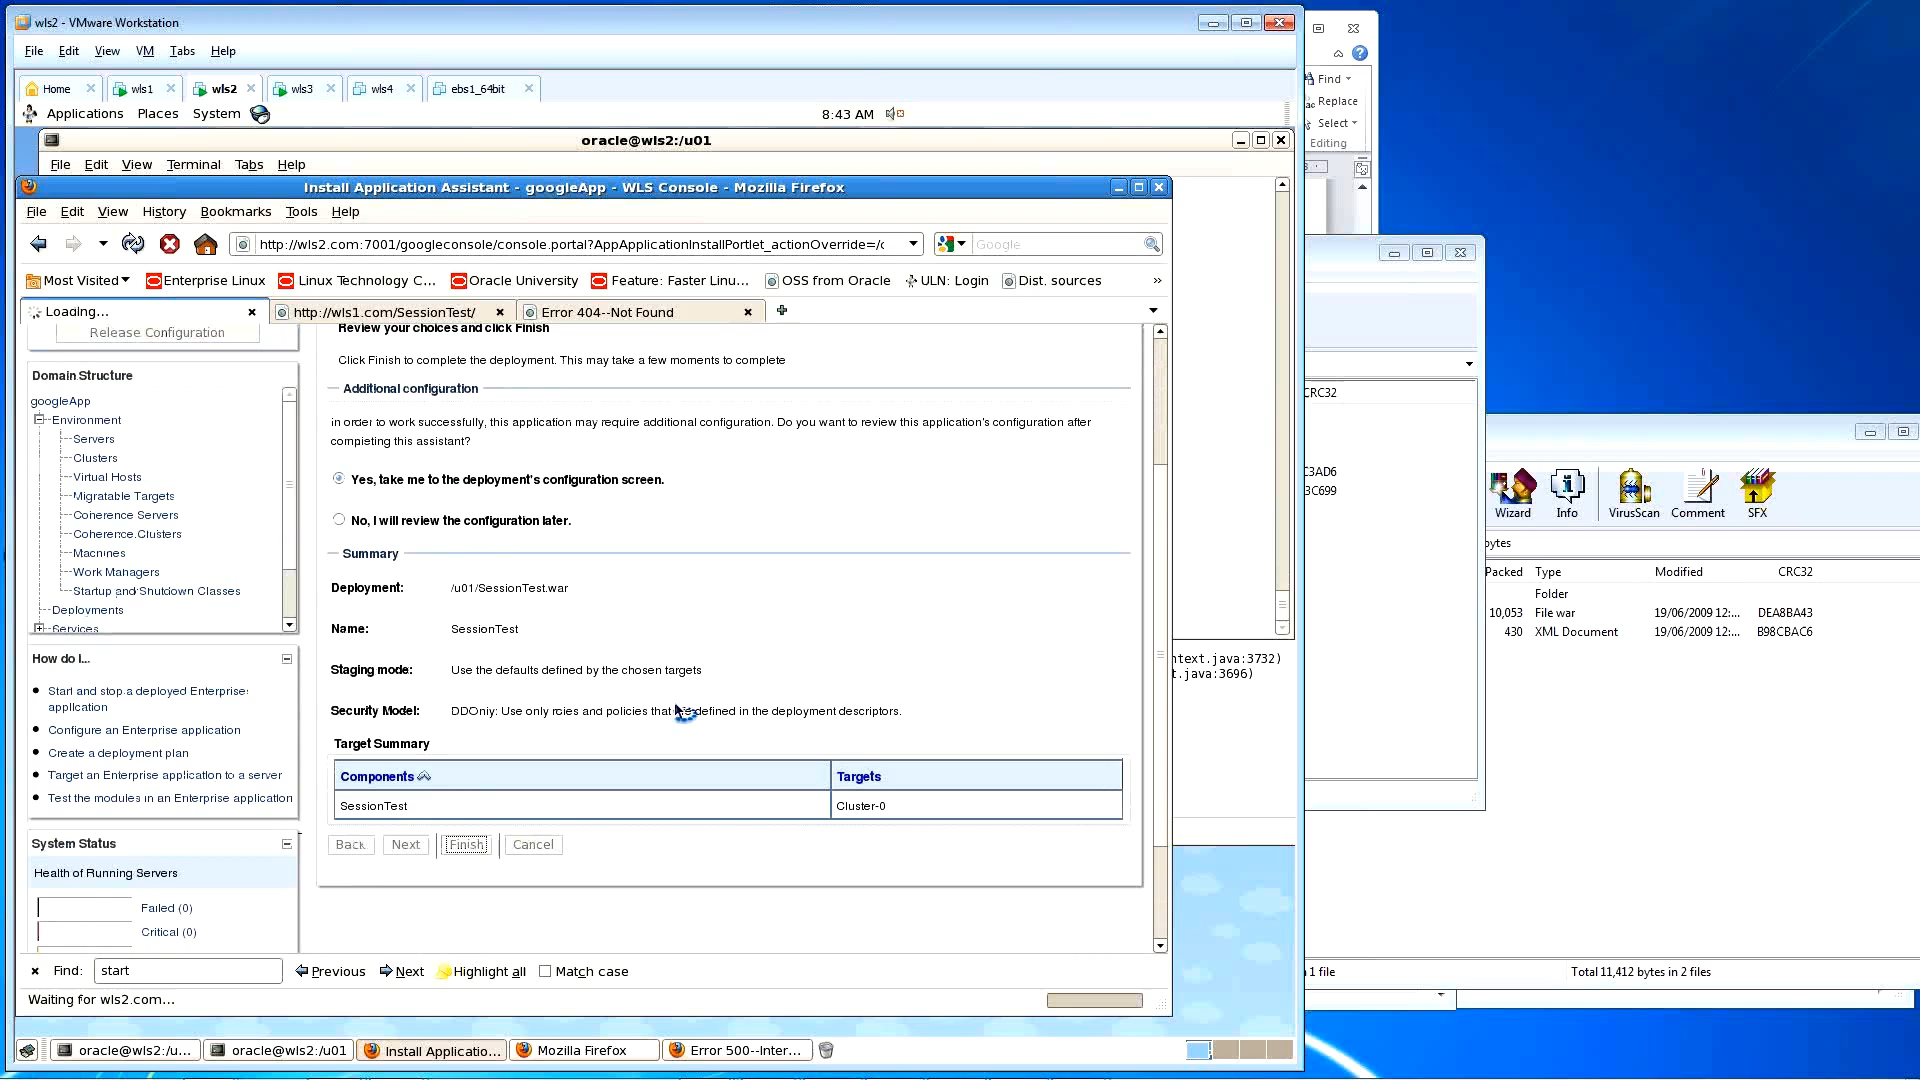 wls2 - VMware Workstation
File Edit View VM Tabs Help
Home wls1 wls2 wls3 wls4 ebs1_64bit
Applications Places System 8:43 AM
oracle@wls2:/u01
File Edit View Terminal Tabs Help
Install Application Assistant - googleApp - WLS Console - Mozilla Firefox
File Edit View History Bookmarks Tools Help
http://wls2.com:7001/googleconsole/console.portal?AppApplicationInstallPortlet_actionOverride=/c
Google
Most Visited Enterprise Linux Linux Technology C... Oracle University Feature: Faster Linu... OSS from Oracle ULN: Login Dist. sources »
Loading... http://wls1.com/SessionTest/ Error 404--Not Found
Release Configuration
Domain Structure
googleApp
Environment
Servers
Clusters
Virtual Hosts
Migratable Targets
Coherence Servers
Coherence Clusters
Machines
Work Managers
Startup and Shutdown Classes
Deployments
Services
How do I...
Start and stop a deployed Enterprise
application
Configure an Enterprise application
Create a deployment plan
Target an Enterprise application to a server
Test the modules in an Enterprise application
System Status
Health of Running Servers
Failed (0)
Critical (0)
Review your choices and click Finish
Click Finish to complete the deployment. This may take a few moments to complete
Additional configuration
in order to work successfully, this application may require additional configuration. Do you want to review this application's configuration after
completing this assistant?
Yes, take me to the deployment's configuration screen.
No, I will review the configuration later.
Summary
Deployment: /u01/SessionTest.war
Name: SessionTest
Staging mode: Use the defaults defined by the chosen targets
Security Model: DDOnly: Use only roles and policies that are defined in the deployment descriptors.
Target Summary
Components Targets
SessionTest Cluster-0
Back Next Finish Cancel
Find: start Previous Next Highlight all Match case
Waiting for wls2.com...
oracle@wls2:/u... oracle@wls2:/u01 Install Applicatio... Mozilla Firefox Error 500--Inter...
Find
Replace
Select
Editing
CRC32
C3AD6
3C699
ntext.java:3732)
t.java:3696)
1 file
Wizard Info VirusScan Comment SFX
bytes
Packed Type Modified CRC32
Folder
10,053 File war 19/06/2009 12:... DEA8BA43
430 XML Document 19/06/2009 12:... B98CBAC6
Total 11,412 bytes in 2 files